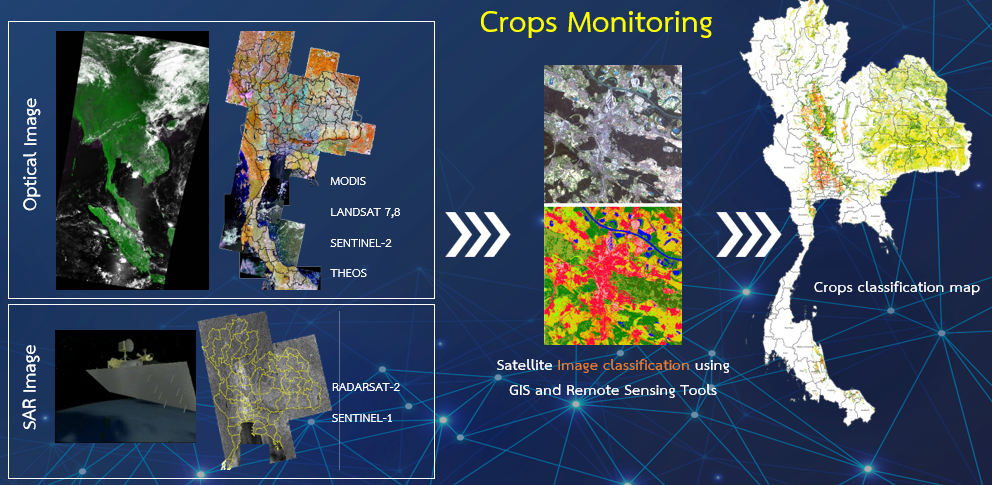 Crops Monitoring
Optical Image
MODIS
LANDSAT 7,8
SENTINEL-2
THEOS
SAR Image
RADARSAT-2
SENTINEL-1
Satellite Image classification using
GIS and Remote Sensing Tools
Crops classification map